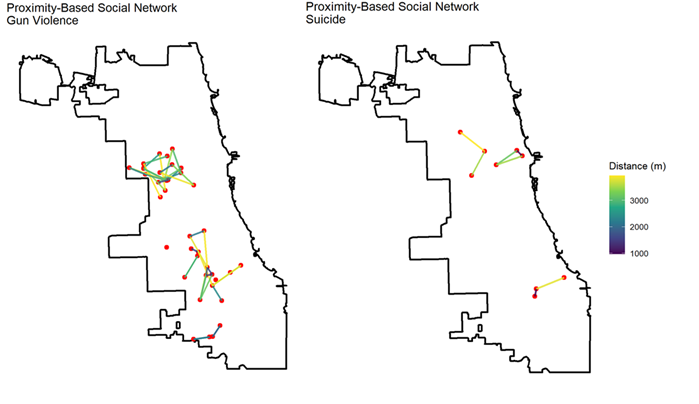 Proximity-Based Social Network
Gun Violence
Proximity-Based Social Network
Suicide
Distance (m)
3000
2000
1000